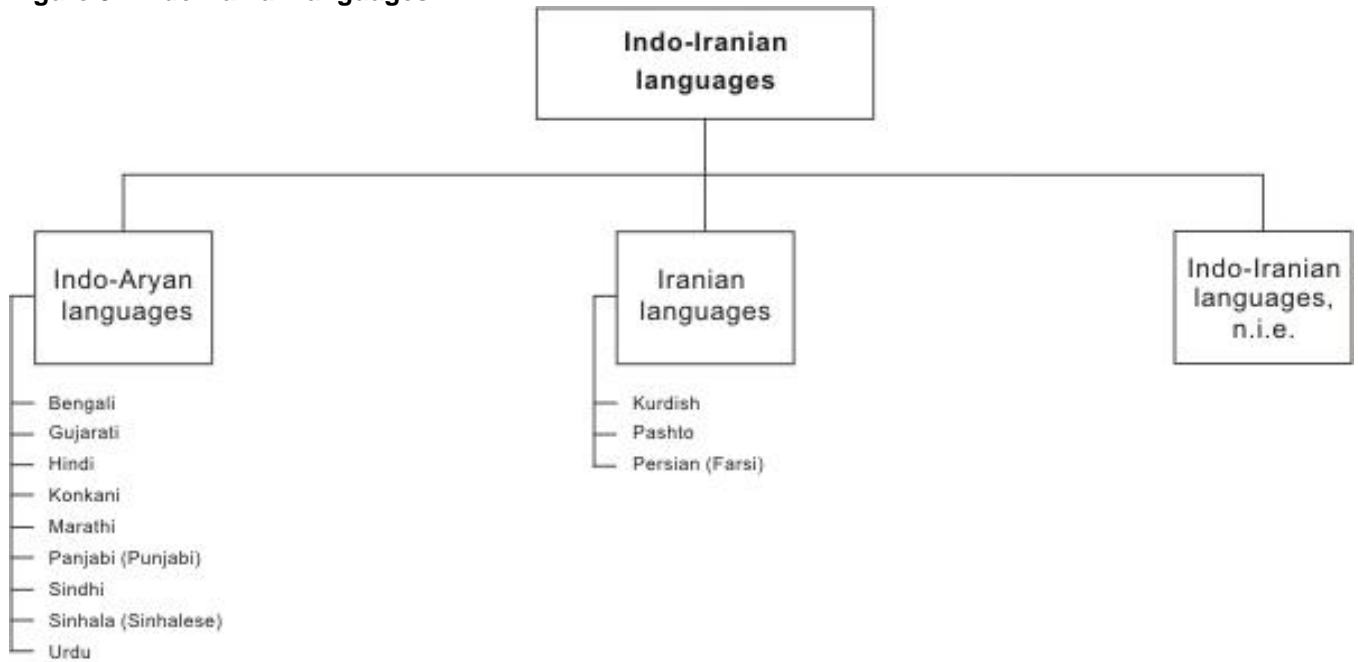 Indo-Iranian
languages
Indo-Aryan
languages
Bengali
Gujarati
Hindi
Konkani
Marathi
Panjabi (Punjabi)
Sindhi
Sinhala (Sinhalese)
Urdu
Iranian
languages
Kurdish
Pashto
Persian (Farsi)
Indo-Iranian
languages,
n.i.e.